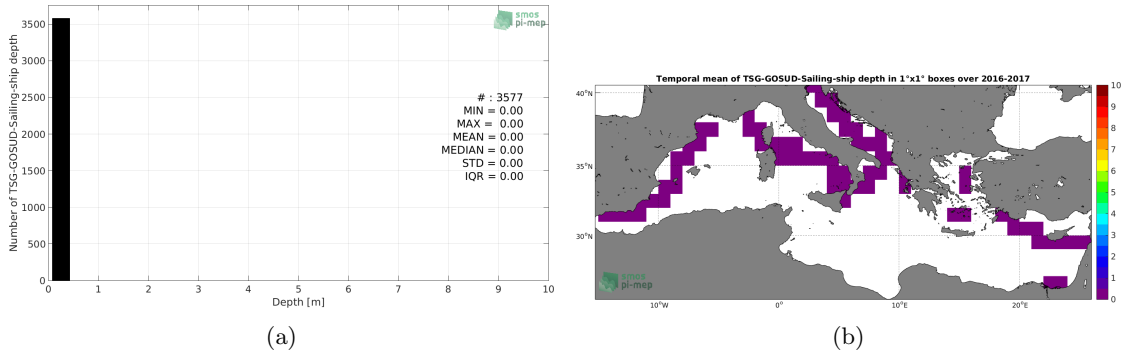 3500
3000
2500
2000
1500
1000
500
0
Number of TSG-GOSUD-Sailing-ship depth
smos
pi-mep
# : 3577
MIN = 0.00
MAX = 0.00
MEAN = 0.00
MEDIAN = 0.00
STD = 0.00
IQR = 0.00
0 1 2 3 4 5 6 7 8 9 10
Depth [m]
(a)
Temporal mean of TSG-GOSUD-Sailing-ship depth in 1°x1° boxes over 2016-2017
40°N
35°N
30°N
smos
pi-mep
10°W 0° 10°E 20°E
10
9
8
7
6
5
4
3
2
1
0
(b)